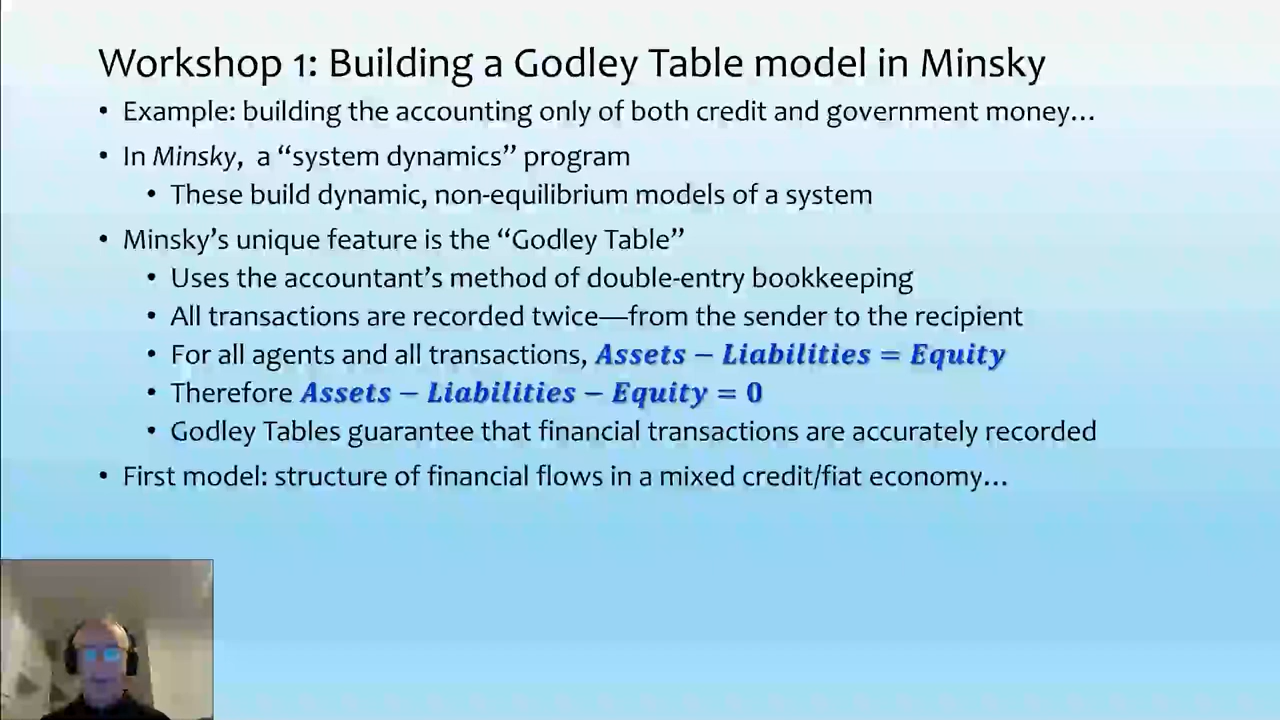 Workshop 1: Building a Godley Table model in Minsky
• Example: building the accounting only of both credit and government money…
• In Minsky, a “system dynamics” program
• These build dynamic, non-equilibrium models of a system
• Minsky’s unique feature is the “Godley Table”
• Uses the accountant’s method of double-entry bookkeeping
• All transactions are recorded twice—from the sender to the recipient
• For all agents and all transactions, Assets − Liabilities = Equity
• Therefore Assets − Liabilities − Equity = 0
• Godley Tables guarantee that financial transactions are accurately recorded
• First model: structure of financial flows in a mixed credit/fiat economy…